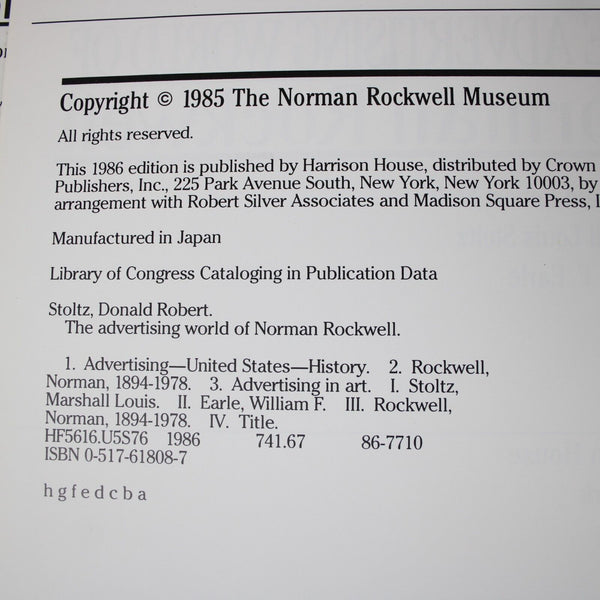 Copyright © 1985 The Norman Rockwell Museum
All rights reserved.
This 1986 edition is published by Harrison House, distributed by Crown
Publishers, Inc., 225 Park Avenue South, New York, New York 10003, by
arrangement with Robert Silver Associates and Madison Square Press,
Manufactured in Japan
Library of Congress Cataloging in Publication Data
Stoltz, Donald Robert.
The advertising world of Norman Rockwell.
1. Advertising—United States—History. 2. Rockwell,
Norman, 1894-1978. 3. Advertising in art. I. Stoltz,
Marshall Louis. II. Earle, William F. III. Rockwell,
Norman, 1894-1978. IV. Title.
HF5616.U5S76 1986 741.67 86-7710
ISBN 0-517-61808-7
h g f e d c b a